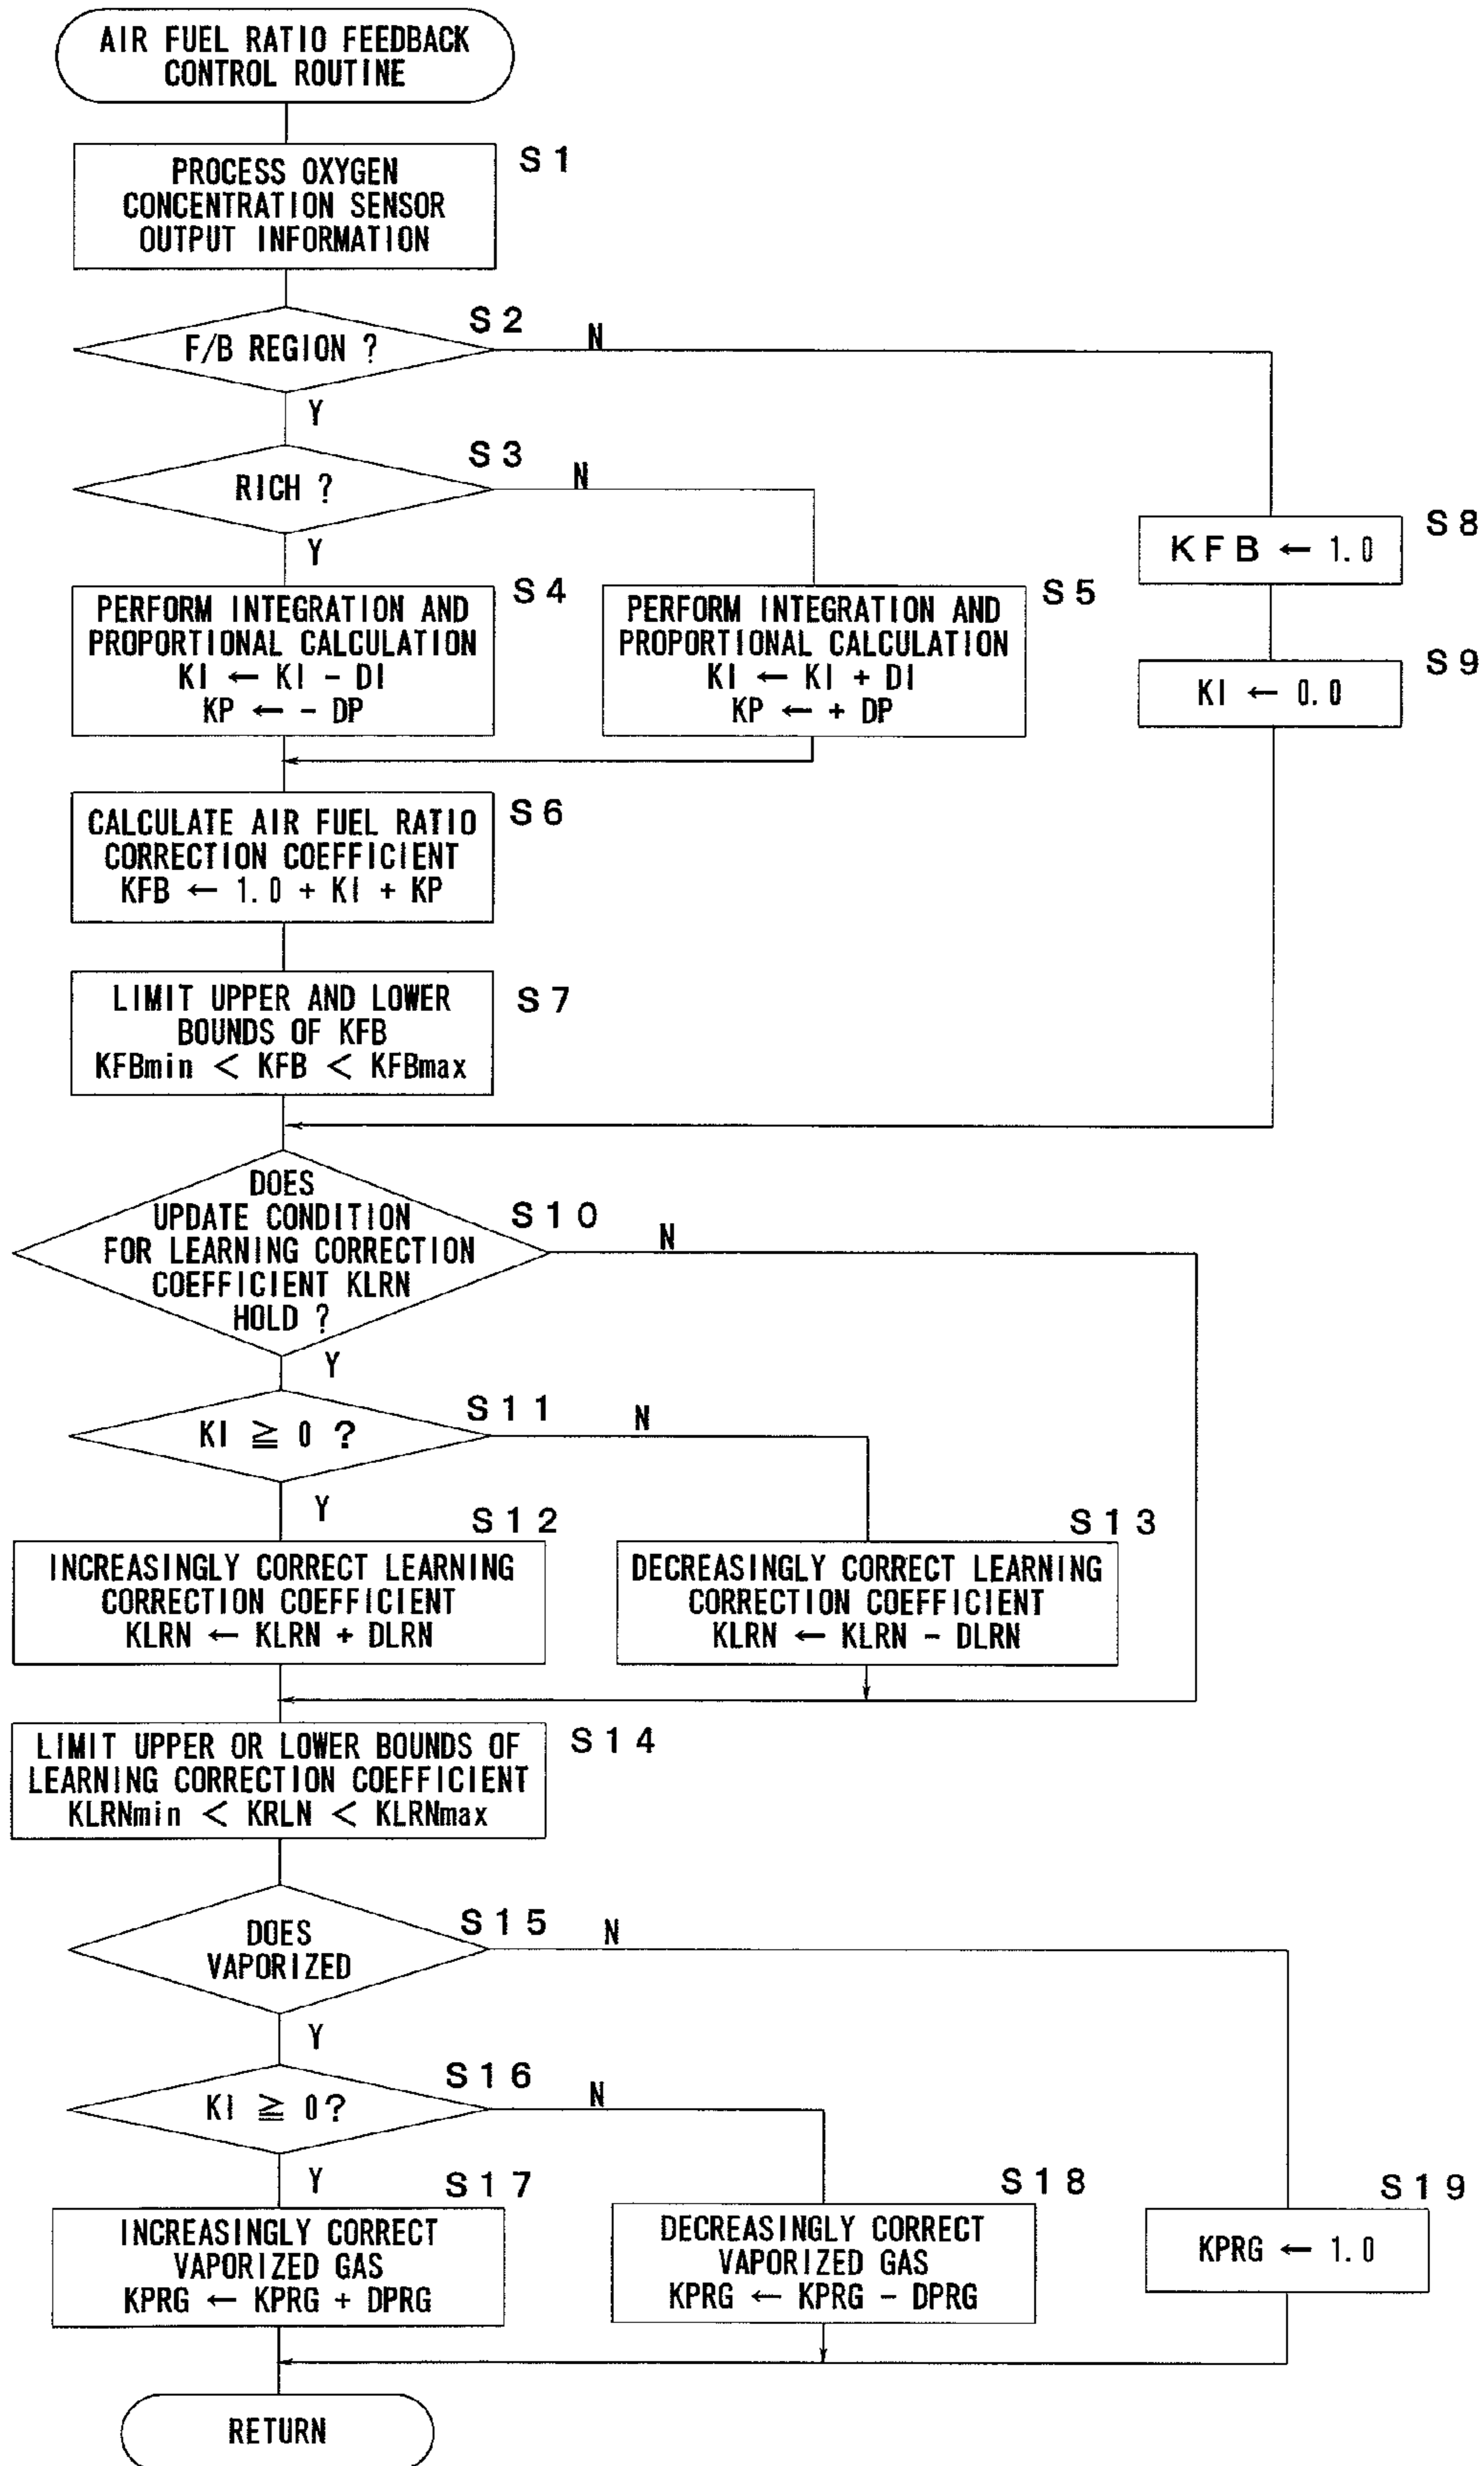 AIR FUEL RATIO FEEDBACK
CONTROL ROUTINE
PROCESS OXYGEN
CONCENTRATION SENSOR
OUTPUT INFORMATION
S1
F/B REGION ?
S2
N
Y
RICH ?
S3
N
Y
KFB ← 1.0
S8
PERFORM INTEGRATION AND
PROPORTIONAL CALCULATION
KI ← KI - DI
KP ← - DP
S4
PERFORM INTEGRATION AND
PROPORTIONAL CALCULATION
KI ← KI + DI
KP ← + DP
S5
KI ← 0.0
S9
CALCULATE AIR FUEL RATIO
CORRECTION COEFFICIENT
KFB ← 1.0 + KI + KP
S6
LIMIT UPPER AND LOWER
BOUNDS OF KFB
KFBmin < KFB < KFBmax
S7
DOES
UPDATE CONDITION
FOR LEARNING CORRECTION
COEFFICIENT KLRN
HOLD ?
S10
N
Y
KI ≧ 0 ?
S11
N
Y
S12
INCREASINGLY CORRECT LEARNING
CORRECTION COEFFICIENT
KLRN ← KLRN + DLRN
S13
DECREASINGLY CORRECT LEARNING
CORRECTION COEFFICIENT
KLRN ← KLRN - DLRN
LIMIT UPPER OR LOWER BOUNDS OF
LEARNING CORRECTION COEFFICIENT
KLRNmin < KRLN < KLRNmax
S14
DOES
VAPORIZED
S15
N
Y
KI ≧ 0?
S16
N
Y
S17
INCREASINGLY CORRECT
VAPORIZED GAS
KPRG ← KPRG + DPRG
S18
DECREASINGLY CORRECT
VAPORIZED GAS
KPRG ← KPRG - DPRG
S19
KPRG ← 1.0
RETURN